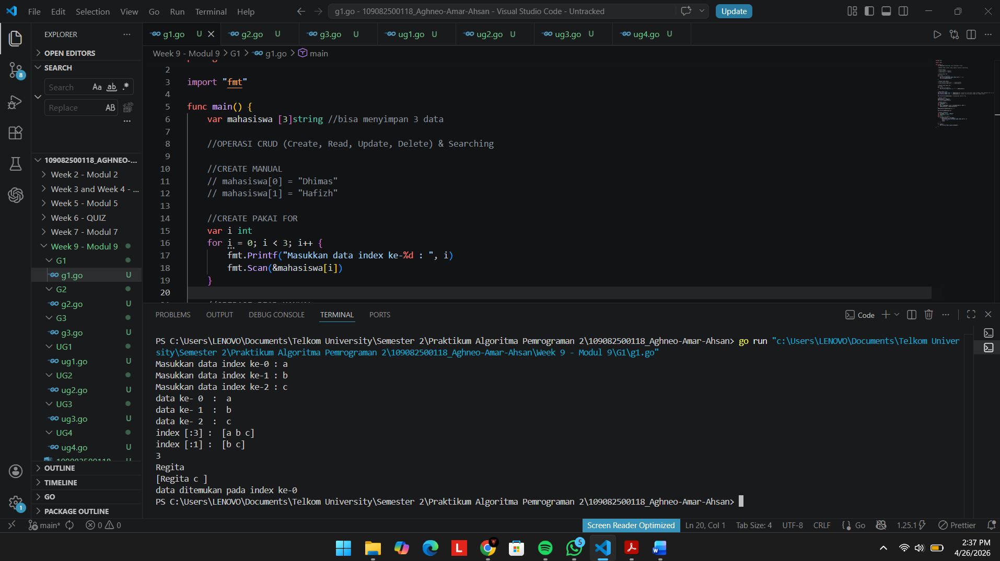 File Edit Selection View Go Run Terminal Help
g1.go - 109082500118_Aghneo-Amar-Ahsan - Visual Studio Code - Untracked
Update
EXPLORER
OPEN EDITORS
SEARCH
Search Aa ab .*
Replace AB
109082500118_AGHNEO-...
Week 2 - Modul 2
Week 3 and Week 4 - ...
Week 5 - Modul 5
Week 6 - QUIZ
Week 7 - Modul 7
Week 9 - Modul 9
G1
g1.go U
G2
g2.go U
G3
g3.go U
UG1
ug1.go U
UG2
ug2.go U
UG3
ug3.go U
UG4
ug4.go U
OUTLINE
TIMELINE
GO
PACKAGE OUTLINE
8
1
g1.go U g2.go U g3.go U ug1.go U ug2.go U ug3.go U ug4.go U
Week 9 - Modul 9 > G1 > g1.go > main
2
3 import "fmt"
4
5 func main() {
6 var mahasiswa [3]string //bisa menyimpan 3 data
7
8 //OPERASI CRUD (Create, Read, Update, Delete) & Searching
9
10 //CREATE MANUAL
11 // mahasiswa[0] = "Dhimas"
12 // mahasiswa[1] = "Hafizh"
13
14 //CREATE PAKAI FOR
15 var i int
16 for i = 0; i < 3; i++ {
17 fmt.Printf("Masukkan data index ke-%d : ", i)
18 fmt.Scan(&mahasiswa[i])
19 }
20
PROBLEMS OUTPUT DEBUG CONSOLE TERMINAL PORTS
Code
PS C:\Users\LENOVO\Documents\Telkom University\Semester 2\Praktikum Algoritma Pemrograman 2\109082500118_Aghneo-Amar-Ahsan> go run "c:\Users\LENOVO\Documents\Telkom Univer
sity\Semester 2\Praktikum Algoritma Pemrograman 2\109082500118_Aghneo-Amar-Ahsan\Week 9 - Modul 9\G1\g1.go"
Masukkan data index ke-0 : a
Masukkan data index ke-1 : b
Masukkan data index ke-2 : c
data ke- 0  :  a
data ke- 1  :  b
data ke- 2  :  c
index [:3] :  [a b c]
index [:1] :  [b c]
3
Regita
[Regita c ]
data ditemukan pada index ke-0
PS C:\Users\LENOVO\Documents\Telkom University\Semester 2\Praktikum Algoritma Pemrograman 2\109082500118_Aghneo-Amar-Ahsan>
main* 0 0
Screen Reader Optimized Ln 20, Col 1 Tab Size: 4 UTF-8 CRLF {} Go 1.25.1 Prettier
L
5
2:37 PM
4/26/2026